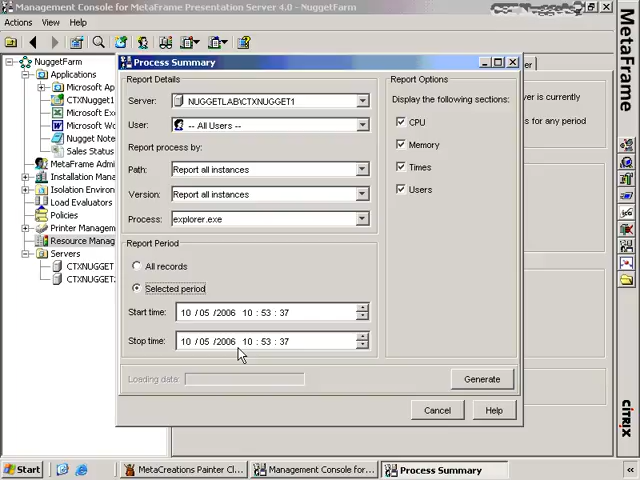 Management Console for MetaFrame Presentation Server 4.0 - NuggetFarm
Actions View Help
NuggetFarm
Applications
Microsoft Ap
CTXNugget1
Microsoft Exc
Microsoft Wo
Nugget Note
Sales Status
MetaFrame Admi
Installation Mana
Isolation Environ
Load Evaluators
Policies
Printer Managem
Resource Manag
Servers
CTXNUGGET
CTXNUGGET
Process Summary
Report Details
Server: NUGGETLAB\CTXNUGGET1
User: -- All Users --
Report process by:
Path: Report all instances
Version: Report all instances
Process: explorer.exe
Report Period
All records
Selected period
Start time: 10 / 05 /2006 10 : 53 : 37
Stop time: 10 / 05 /2006 10 : 53 : 37
Loading data:
Generate
Cancel
Help
Report Options
Display the following sections:
CPU
Memory
Times
Users
er
ver is currently
s for any period
MetaFrame
CITRIX
Start
MetaCreations Painter Cl...
Management Console for...
Process Summary